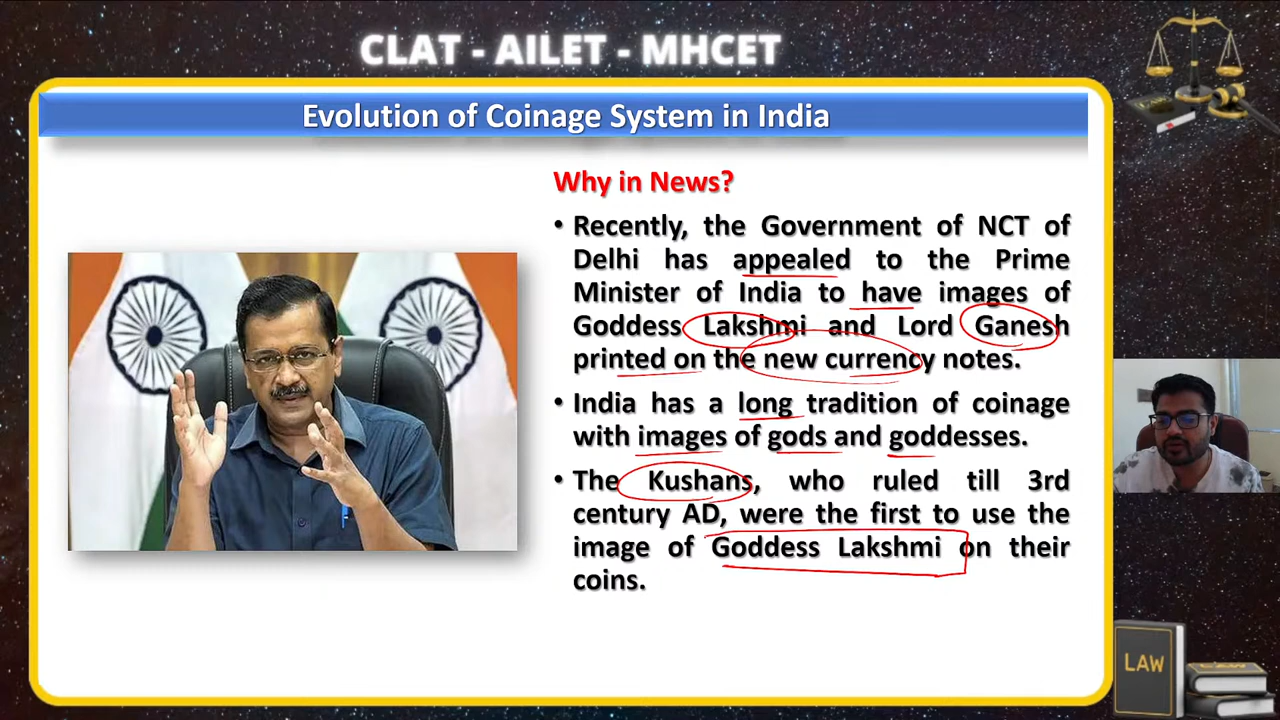 CLAT - AILET - MHCET
Evolution of Coinage System in India
Why in News?
• Recently, the Government of NCT of
Delhi has appealed to the Prime
Minister of India to have images of
Goddess Lakshmi and Lord Ganesh
printed on the new currency notes.
• India has a long tradition of coinage
with images of gods and goddesses.
• The Kushans, who ruled till 3rd
century AD, were the first to use the
image of Goddess Lakshmi on their
coins.
LAW